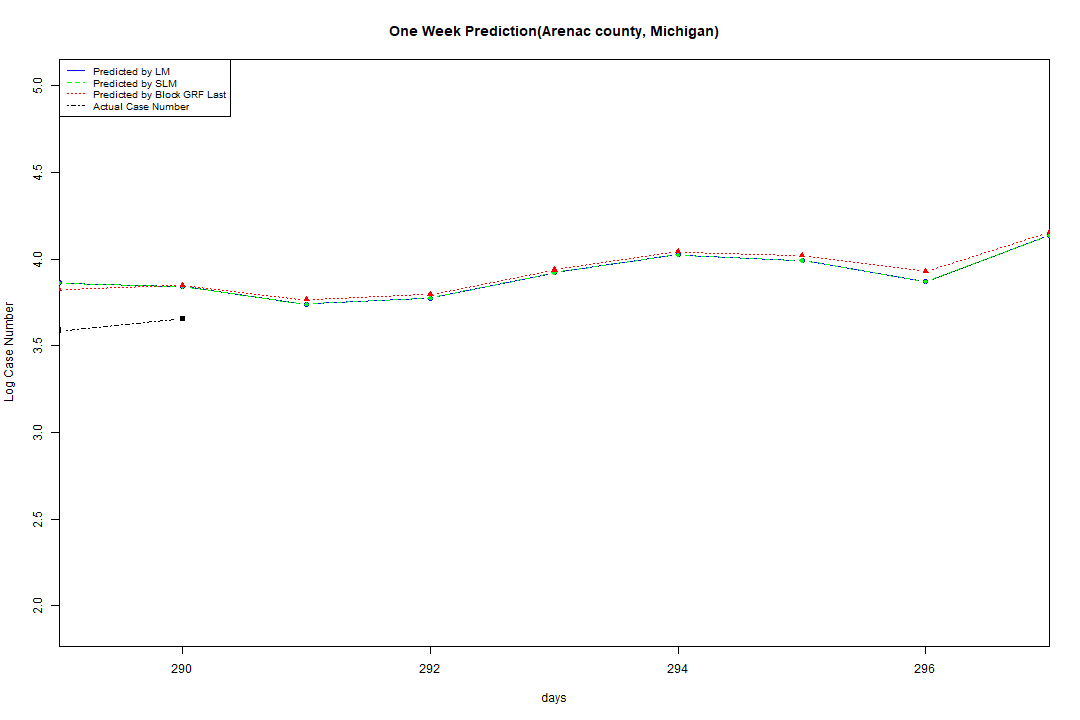 One Week Prediction(Arenac county, Michigan)
Predicted by LM
Predicted by SLM
Predicted by Block GRF Last
Actual Case Number
5.0
4.5
4.0
3.5
3.0
2.5
2.0
Log Case Number
290 292 294 296
days